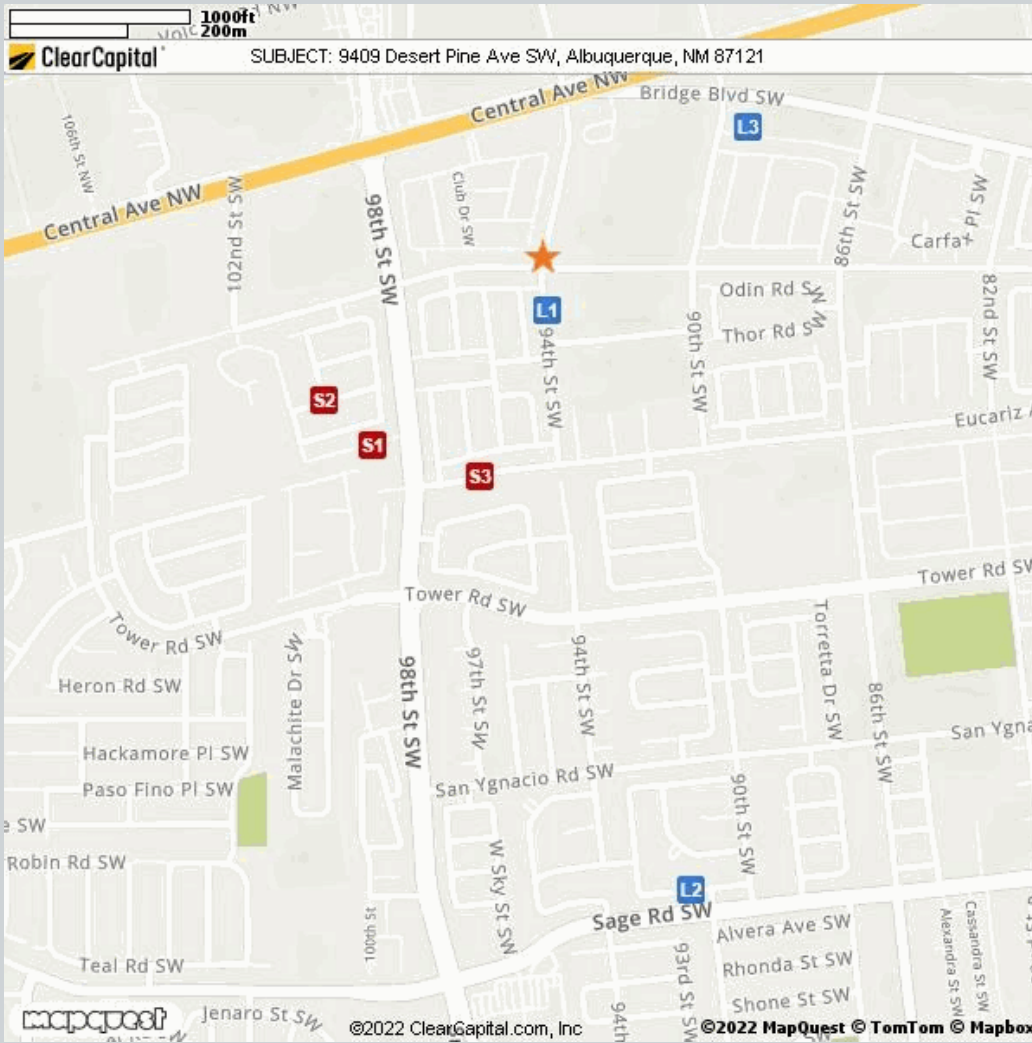 1000ft
200m
ClearCapital
SUBJECT: 9409 Desert Pine Ave SW, Albuquerque, NM 87121
Central Ave NW
Bridge Blvd SW
L3
106th St NW
Central Ave NW
102nd St SW
98th St SW
Club Dr SW
86th St SW
Carfax Pl SW
L1
Odin Rd SW
Thor Rd SW
82nd St SW
94th St SW
90th St SW
S2
S1
S3
Eucariz
Tower Rd SW
Tower Rd SW
Tower Rd SW
Heron Rd SW
Malachite Dr SW
98th St SW
97th St SW
94th St SW
Torretta Dr SW
86th St SW
San Ygna
Hackamore Pl SW
Paso Fino Pl SW
San Ygnacio Rd SW
90th St SW
e SW
Robin Rd SW
W Sky St SW
L2
Sage Rd SW
100th St
Alvera Ave SW
Alexandra St SW
Cassandra St SW
Teal Rd SW
93rd St SW
Rhonda St SW
Shone St SW
94th
mapquest
Jenaro St SW
©2022 ClearCapital.com, Inc
©2022 MapQuest © TomTom © Mapbox